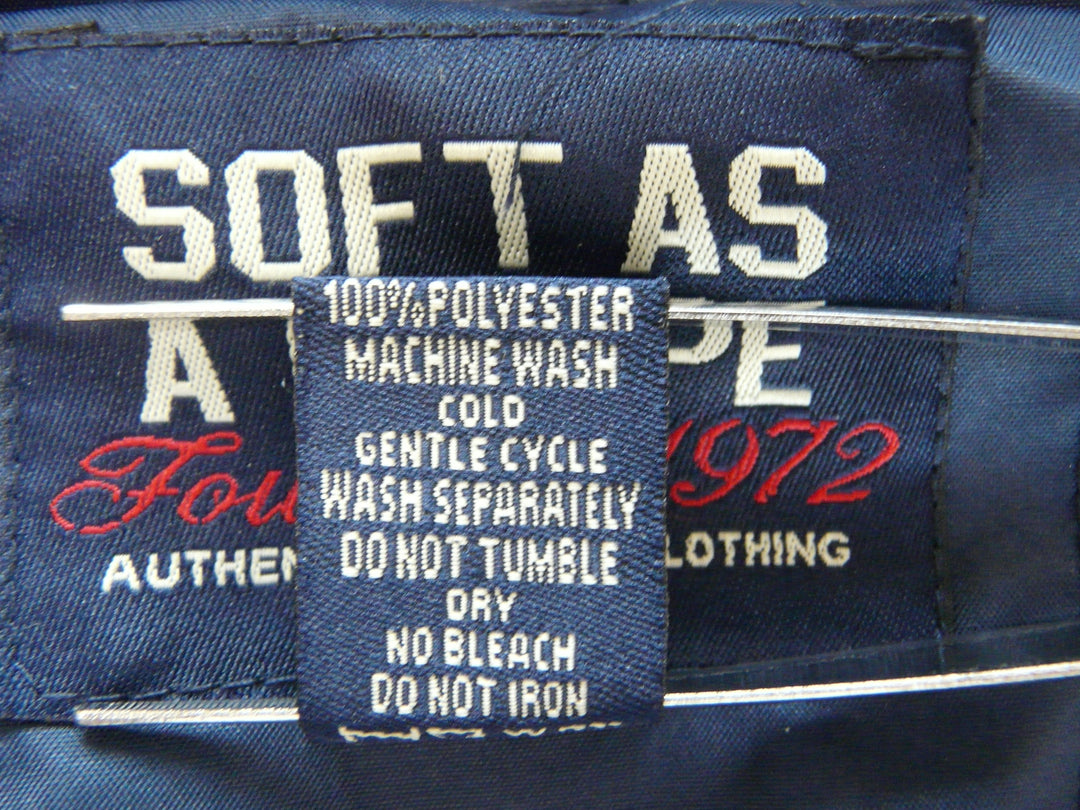 SOFT AS
A PE
1972
AUTHEN LOTHING
100% POLYESTER
MACHINE WASH
COLD
GENTLE CYCLE
WASH SEPARATELY
DO NOT TUMBLE
DRY
NO BLEACH
DO NOT IRON